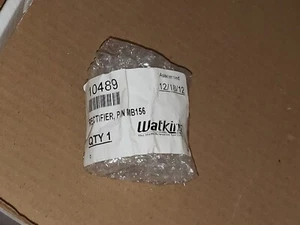 10489
RECTIFIER, P/N RB156
QTY 1
12/18/12
Watkins